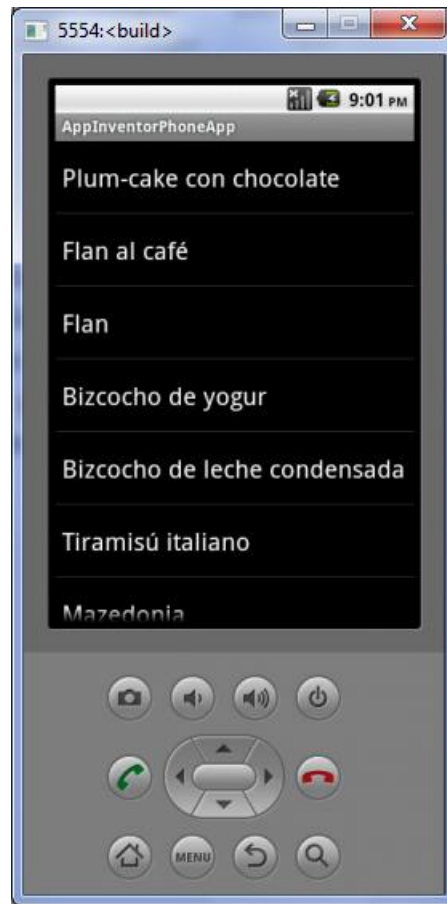 5554:<build>
9:01 PM
AppInventorPhoneApp
Plum-cake con chocolate
Flan al café
Flan
Bizcocho de yogur
Bizcocho de leche condensada
Tiramisú italiano
Mazedonia
MENU